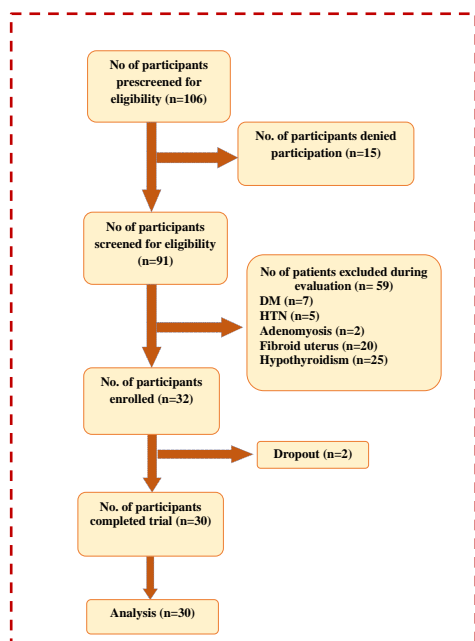 No of participants
prescreened for
eligibility (n=106)
No. of participants denied
participation (n=15)
No of participants
screened for eligibility
(n=91)
No of patients excluded during
evaluation (n= 59)
DM (n=7)
HTN (n=5)
Adenomyosis (n=2)
Fibroid uterus (n=20)
Hypothyroidism (n=25)
No. of participants
enrolled (n=32)
Dropout (n=2)
No. of participants
completed trial (n=30)
Analysis (n=30)